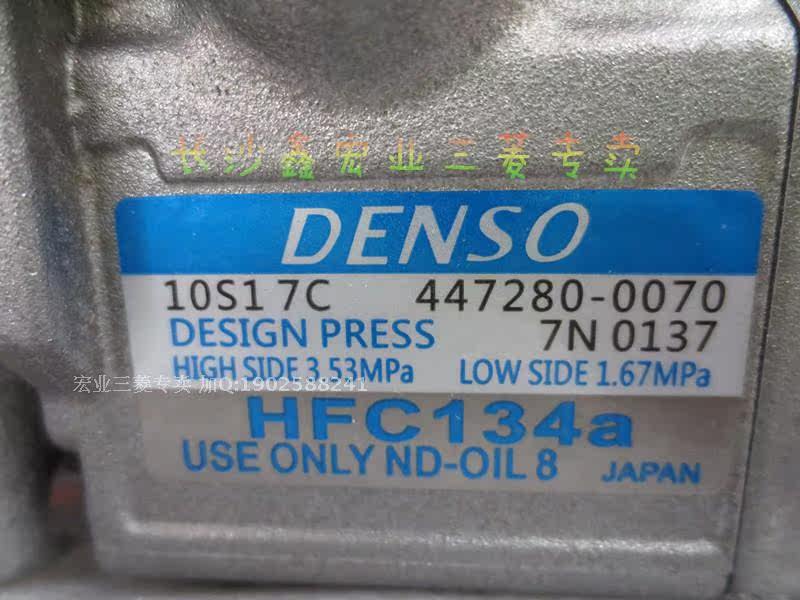 长沙鑫宏业三菱专卖
DENSO
10S17C 447280-0070
DESIGN PRESS 7N 0137
HIGH SIDE 3.53MPa LOW SIDE 1.67MPa
宏业三菱专卖 加Q:1902588241
HFC134a
USE ONLY ND-OIL 8 JAPAN